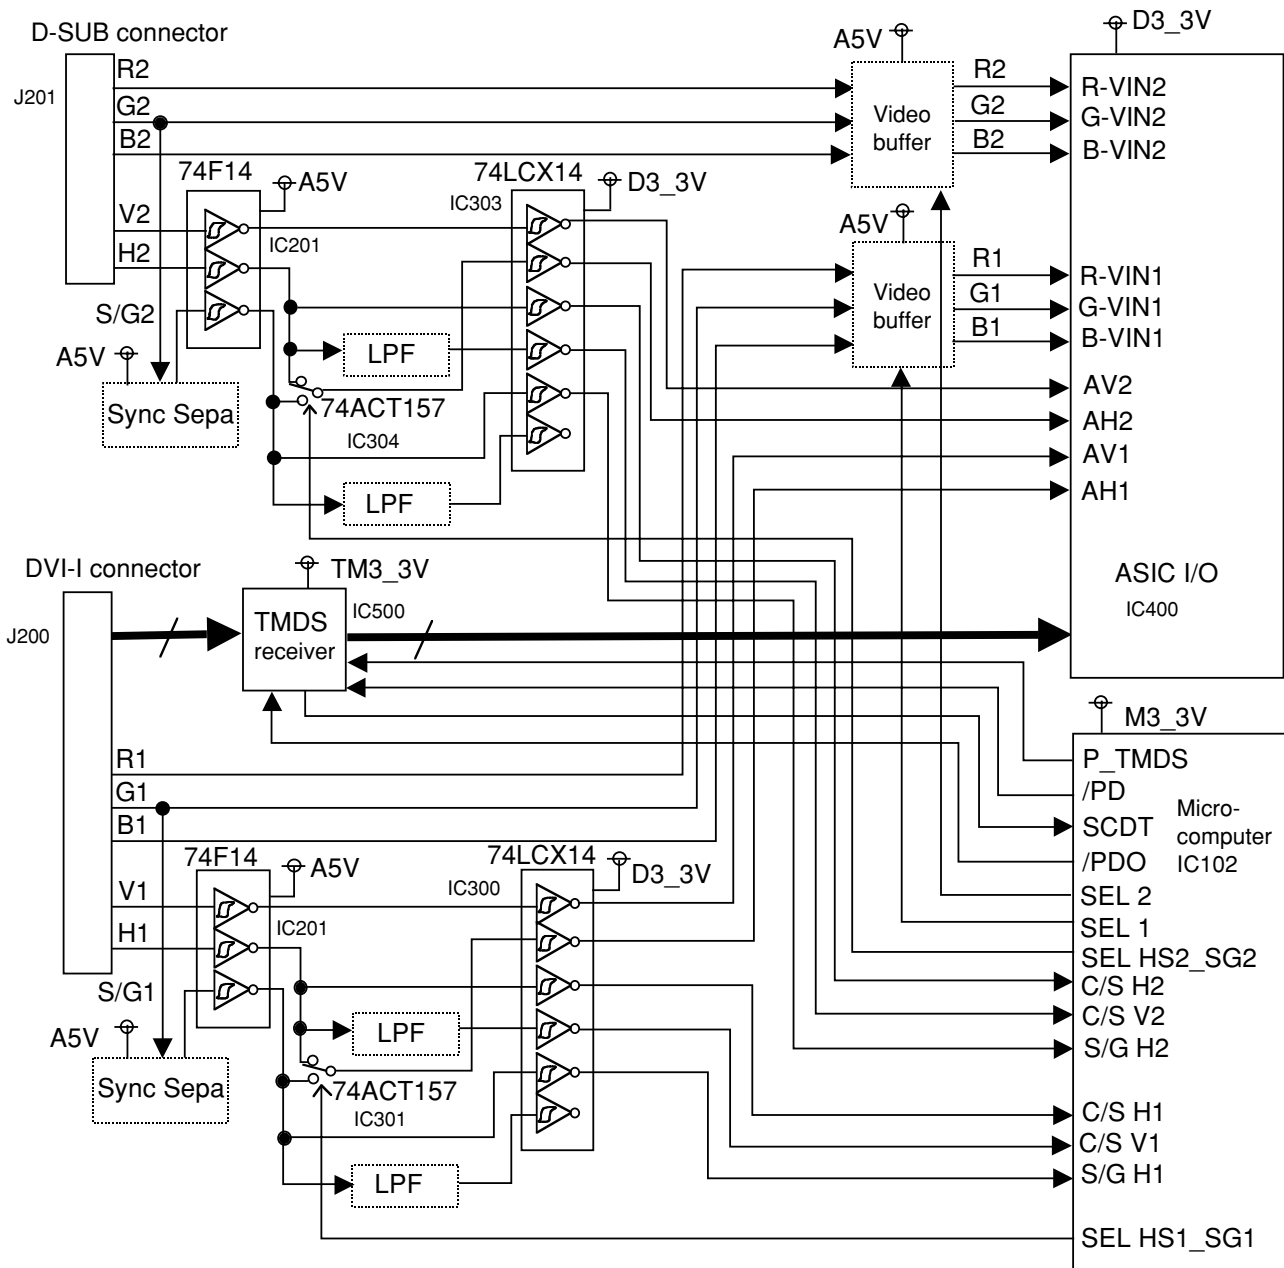 D-SUB connector
J201
R2
G2
B2
V2
H2
S/G2
A5V
Sync Sepa
74F14
A5V
IC201
LPF
74ACT157
IC304
LPF
74LCX14
IC303
D3_3V
A5V
Video
buffer
R2
G2
B2
A5V
Video
buffer
R1
G1
B1
D3_3V
R-VIN2
G-VIN2
B-VIN2
R-VIN1
G-VIN1
B-VIN1
AV2
AH2
AV1
AH1
ASIC I/O
IC400
DVI-I connector
J200
TM3_3V
IC500
TMDS
receiver
R1
G1
B1
V1
H1
S/G1
A5V
Sync Sepa
74F14
A5V
IC201
LPF
74ACT157
IC301
LPF
74LCX14
IC300
D3_3V
M3_3V
P_TMDS
/PD
SCDT
/PDO
Micro-
computer
IC102
SEL 2
SEL 1
SEL HS2_SG2
C/S H2
C/S V2
S/G H2
C/S H1
C/S V1
S/G H1
SEL HS1_SG1